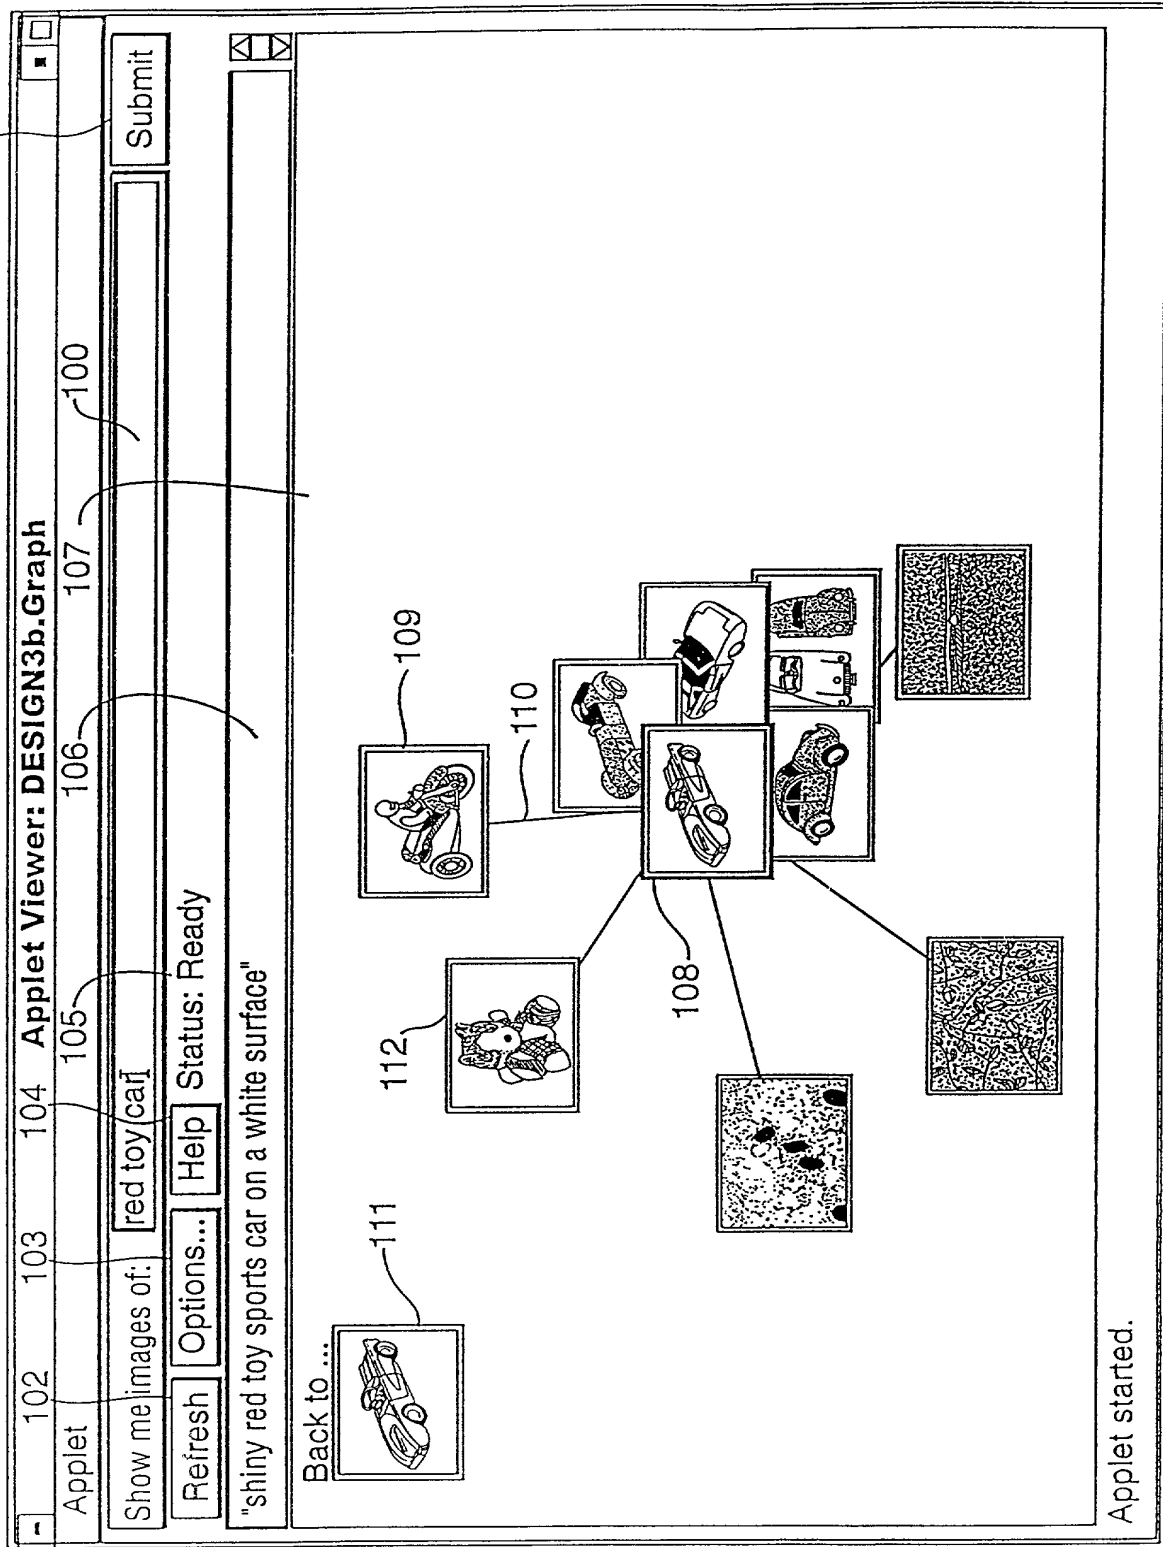 102 103 104 Applet Viewer: DESIGN3b.Graph
Applet 105 106 107 100
Show me images of: red toy car Submit
Refresh Options... Help Status: Ready
"shiny red toy sports car on a white surface"
Back to ...
111
112
109
110
108
Applet started.